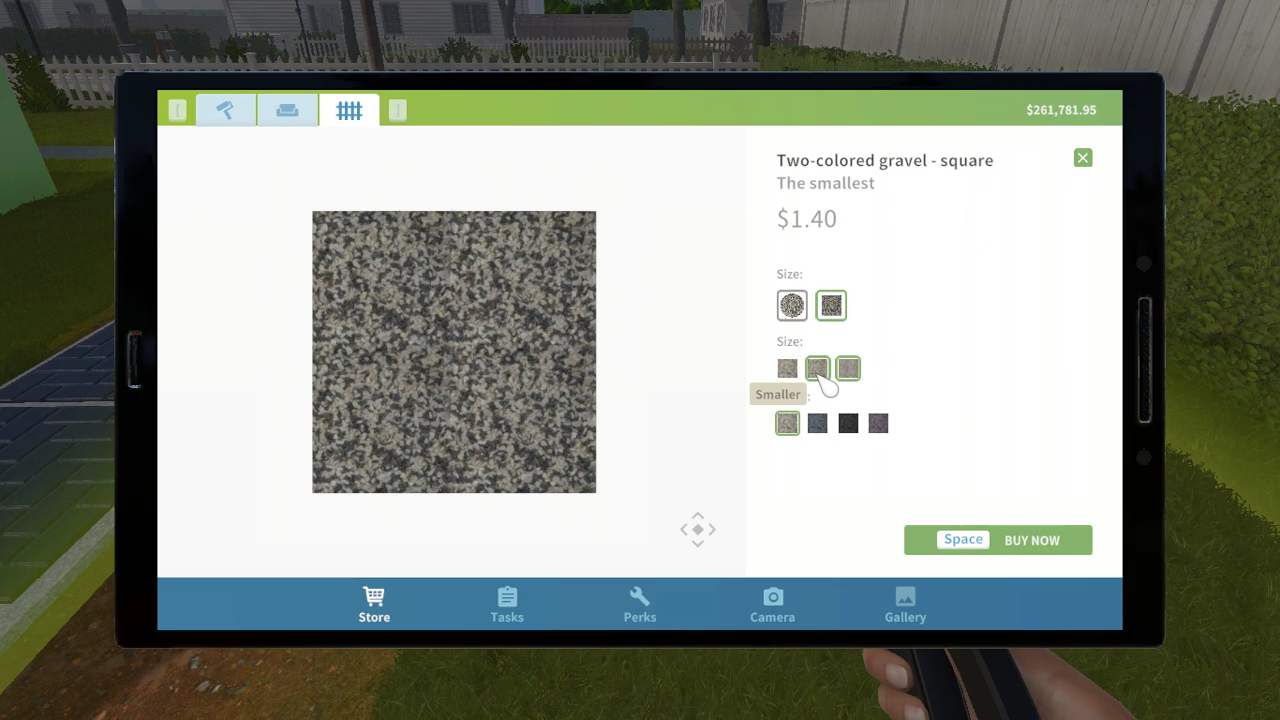 $261,781.95
Two-colored gravel - square
The smallest
$1.40
Size:
Size:
Smaller
:
Space BUY NOW
Store Tasks Perks Camera Gallery